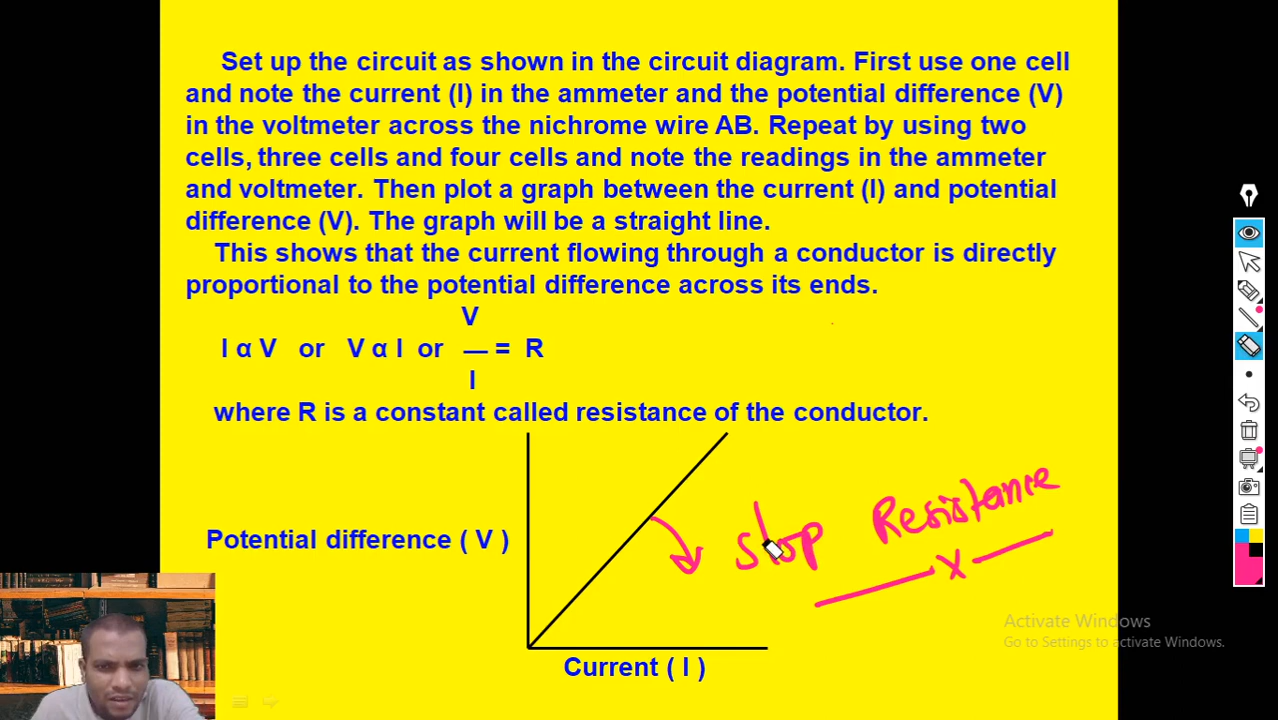 Set up the circuit as shown in the circuit diagram. First use one cell
and note the current (I) in the ammeter and the potential difference (V)
in the voltmeter across the nichrome wire AB. Repeat by using two
cells, three cells and four cells and note the readings in the ammeter
and voltmeter. Then plot a graph between the current (I) and potential
difference (V). The graph will be a straight line.
This shows that the current flowing through a conductor is directly
proportional to the potential difference across its ends.
V
I α V or V α I or — = R
I
where R is a constant called resistance of the conductor.
Resistance
slop
X
Potential difference ( V )
Current ( I )
Activate Windows
Go to Settings to activate Windows.